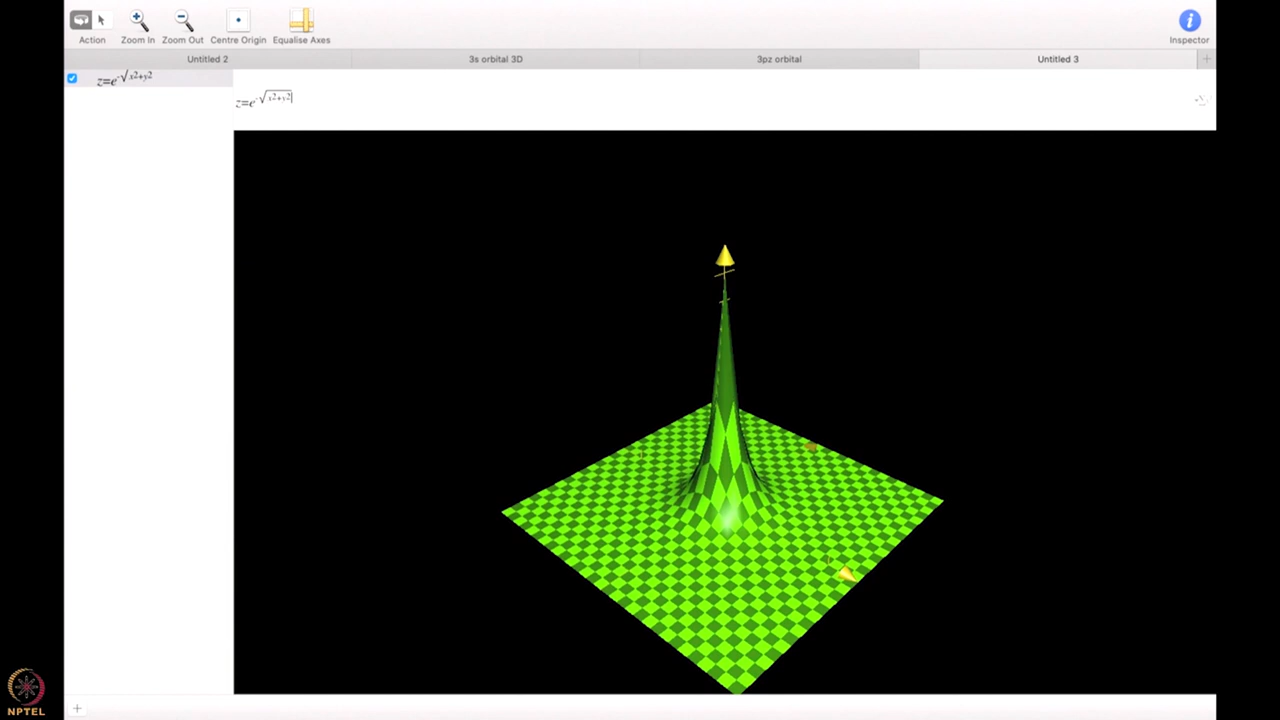 Action Zoom In Zoom Out Centre Origin Equalise Axes Inspector
Untitled 2 3s orbital 3D 3pz orbital Untitled 3 +
z=e^-√x2+y2
z=e^-√x2+y2
+
NPTEL